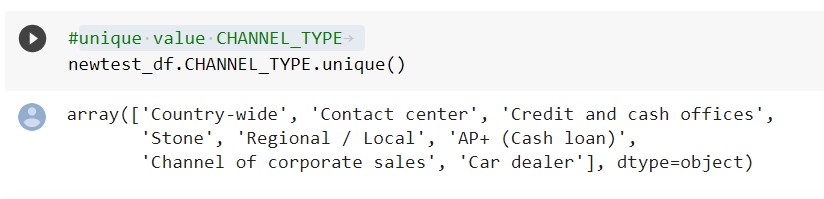 #unique value CHANNEL_TYPE
newtest_df.CHANNEL_TYPE.unique()
array(['Country-wide', 'Contact center', 'Credit and cash offices',
       'Stone', 'Regional / Local', 'AP+ (Cash loan)',
       'Channel of corporate sales', 'Car dealer'], dtype=object)